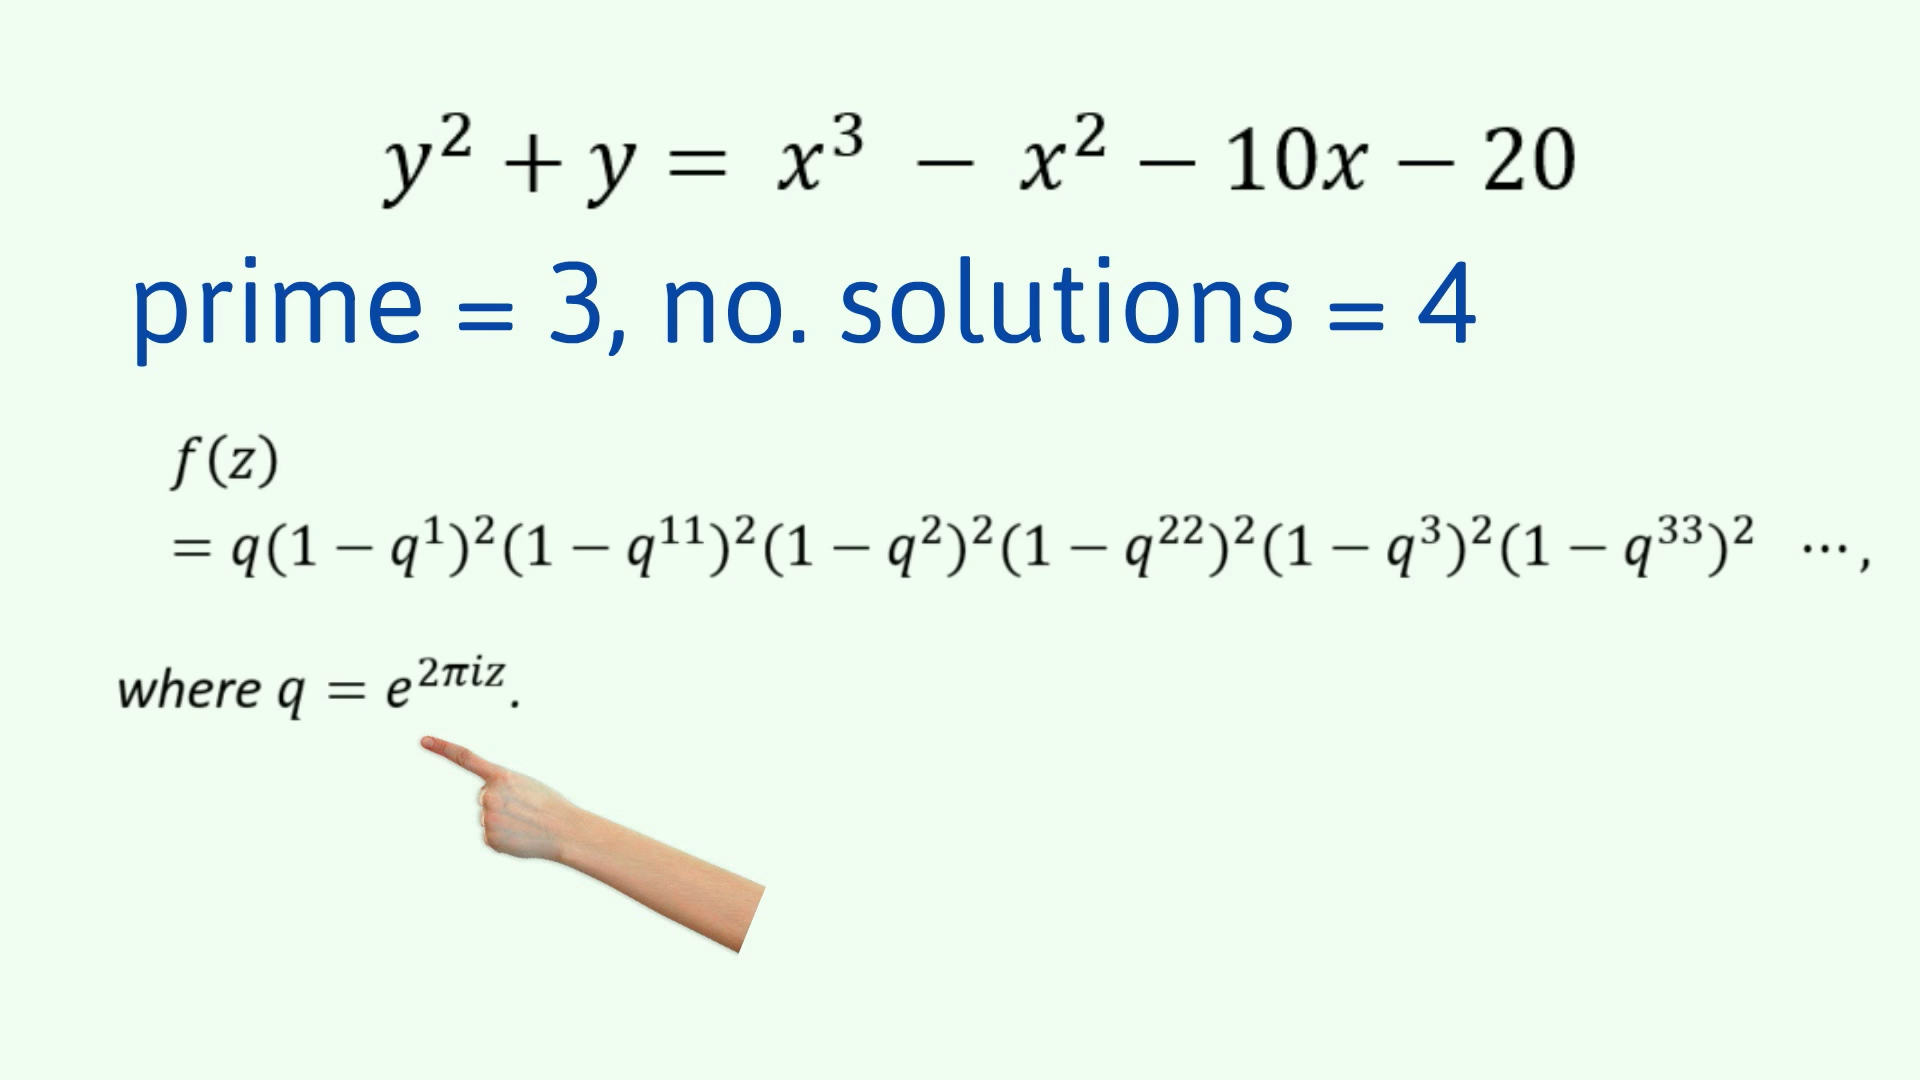 y² + y = x³ − x² − 10x − 20
prime = 3, no. solutions = 4
f(z)
= q(1 − q¹)²(1 − q¹¹)²(1 − q²)²(1 − q²²)²(1 − q³)²(1 − q³³)² ⋯,
where q = e²πⁱᶻ.